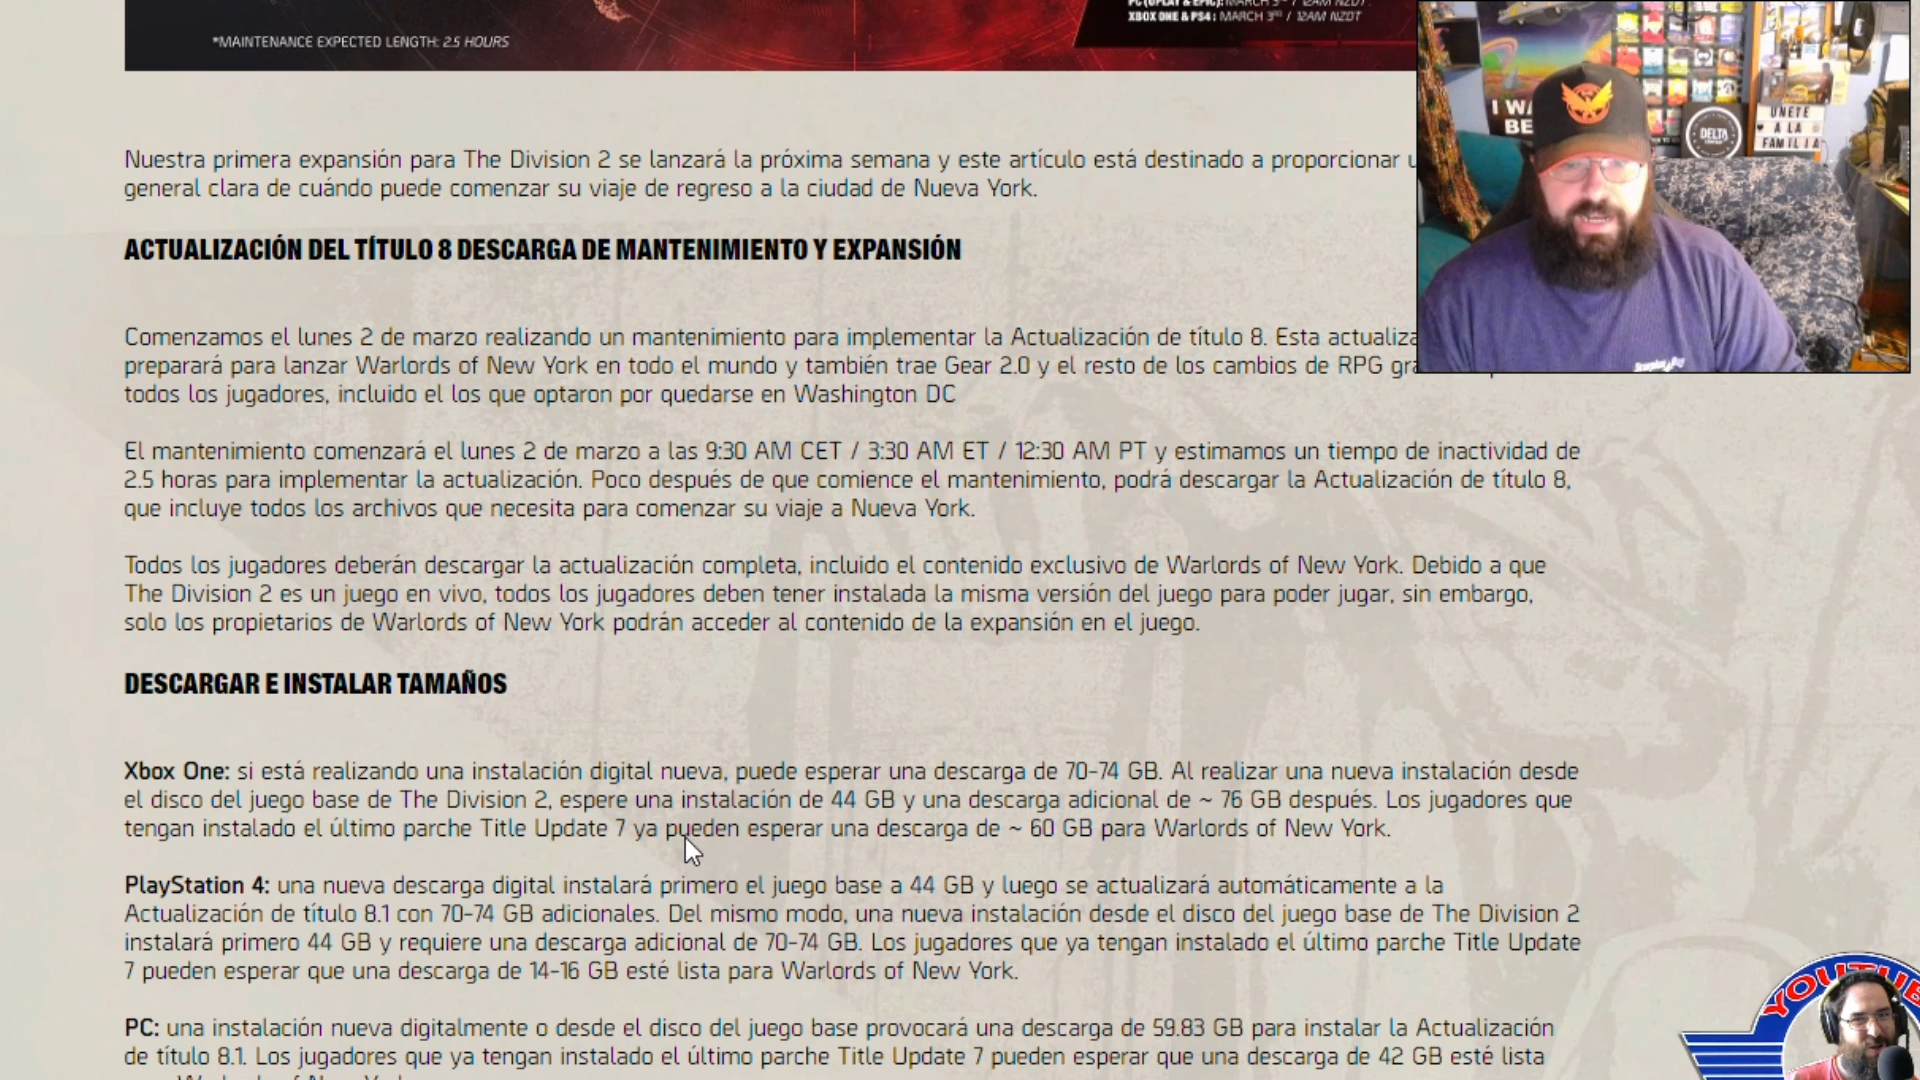 PC (UPLAY & EPIC): MARCH 3RD / 12AM NZDT
XBOX ONE & PS4: MARCH 3RD / 12AM NZDT
*MAINTENANCE EXPECTED LENGTH: 2.5 HOURS
I WA
BE
DELTA
UNETE
A LA
FAMILIA
Nuestra primera expansión para The Division 2 se lanzará la próxima semana y este artículo está destinado a proporcionar
general clara de cuándo puede comenzar su viaje de regreso a la ciudad de Nueva York.
ACTUALIZACIÓN DEL TÍTULO 8 DESCARGA DE MANTENIMIENTO Y EXPANSIÓN
Comenzamos el lunes 2 de marzo realizando un mantenimiento para implementar la Actualización de título 8. Esta actualiza
preparará para lanzar Warlords of New York en todo el mundo y también trae Gear 2.0 y el resto de los cambios de RPG gra
todos los jugadores, incluido el los que optaron por quedarse en Washington DC
El mantenimiento comenzará el lunes 2 de marzo a las 9:30 AM CET / 3:30 AM ET / 12:30 AM PT y estimamos un tiempo de inactividad de
2.5 horas para implementar la actualización. Poco después de que comience el mantenimiento, podrá descargar la Actualización de título 8,
que incluye todos los archivos que necesita para comenzar su viaje a Nueva York.
Todos los jugadores deberán descargar la actualización completa, incluido el contenido exclusivo de Warlords of New York. Debido a que
The Division 2 es un juego en vivo, todos los jugadores deben tener instalada la misma versión del juego para poder jugar, sin embargo,
solo los propietarios de Warlords of New York podrán acceder al contenido de la expansión en el juego.
DESCARGAR E INSTALAR TAMAÑOS
Xbox One: si está realizando una instalación digital nueva, puede esperar una descarga de 70-74 GB. Al realizar una nueva instalación desde
el disco del juego base de The Division 2, espere una instalación de 44 GB y una descarga adicional de ~ 76 GB después. Los jugadores que
tengan instalado el último parche Title Update 7 ya pueden esperar una descarga de ~ 60 GB para Warlords of New York.
PlayStation 4: una nueva descarga digital instalará primero el juego base a 44 GB y luego se actualizará automáticamente a la
Actualización de título 8.1 con 70-74 GB adicionales. Del mismo modo, una nueva instalación desde el disco del juego base de The Division 2
instalará primero 44 GB y requiere una descarga adicional de 70-74 GB. Los jugadores que ya tengan instalado el último parche Title Update
7 pueden esperar que una descarga de 14-16 GB esté lista para Warlords of New York.
PC: una instalación nueva digitalmente o desde el disco del juego base provocará una descarga de 59.83 GB para instalar la Actualización
de título 8.1. Los jugadores que ya tengan instalado el último parche Title Update 7 pueden esperar que una descarga de 42 GB esté lista
YOUTUB